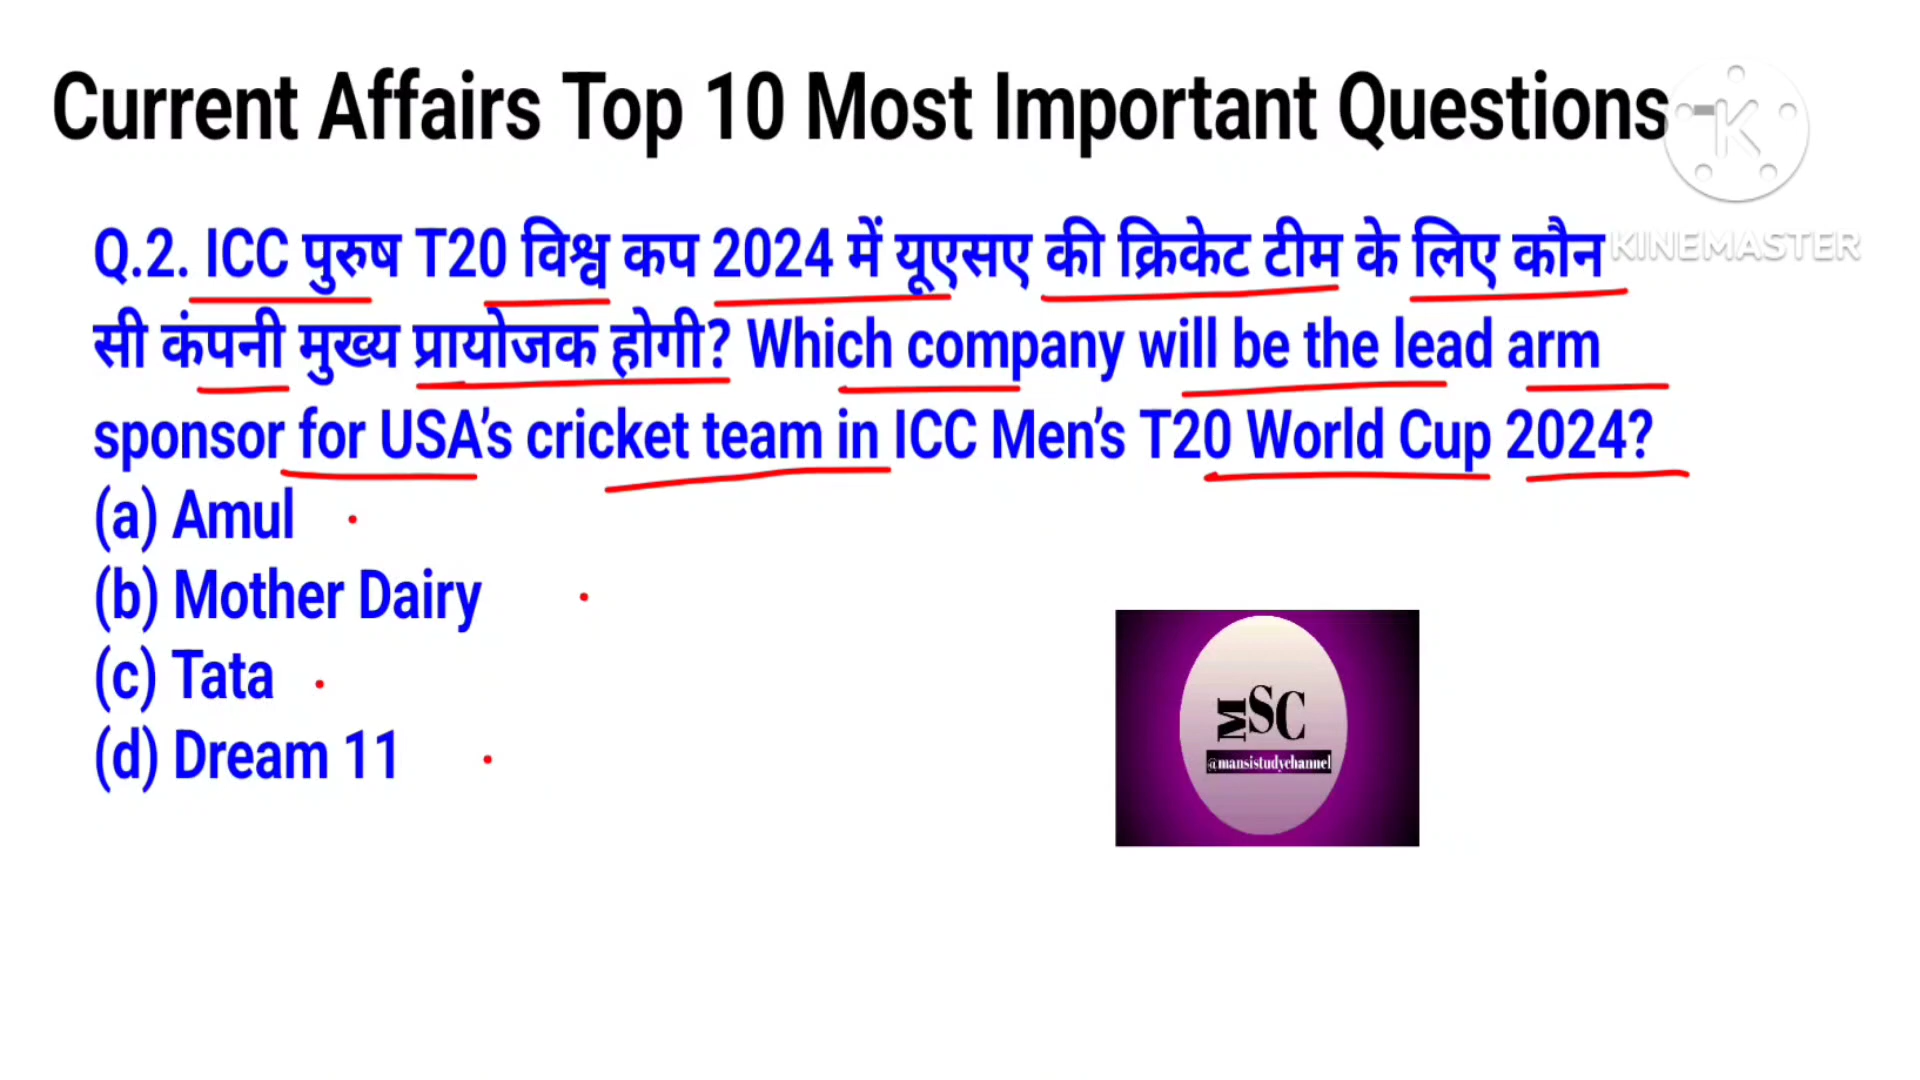 Current Affairs Top 10 Most Important Questions-
KINEMASTER
Q.2. ICC पुरुष T20 विश्व कप 2024 में यूएसए की क्रिकेट टीम के लिए कौन
सी कंपनी मुख्य प्रायोजक होगी? Which company will be the lead arm
sponsor for USA’s cricket team in ICC Men’s T20 World Cup 2024?
(a) Amul
(b) Mother Dairy
(c) Tata
(d) Dream 11
MSC
@mansistudychannel